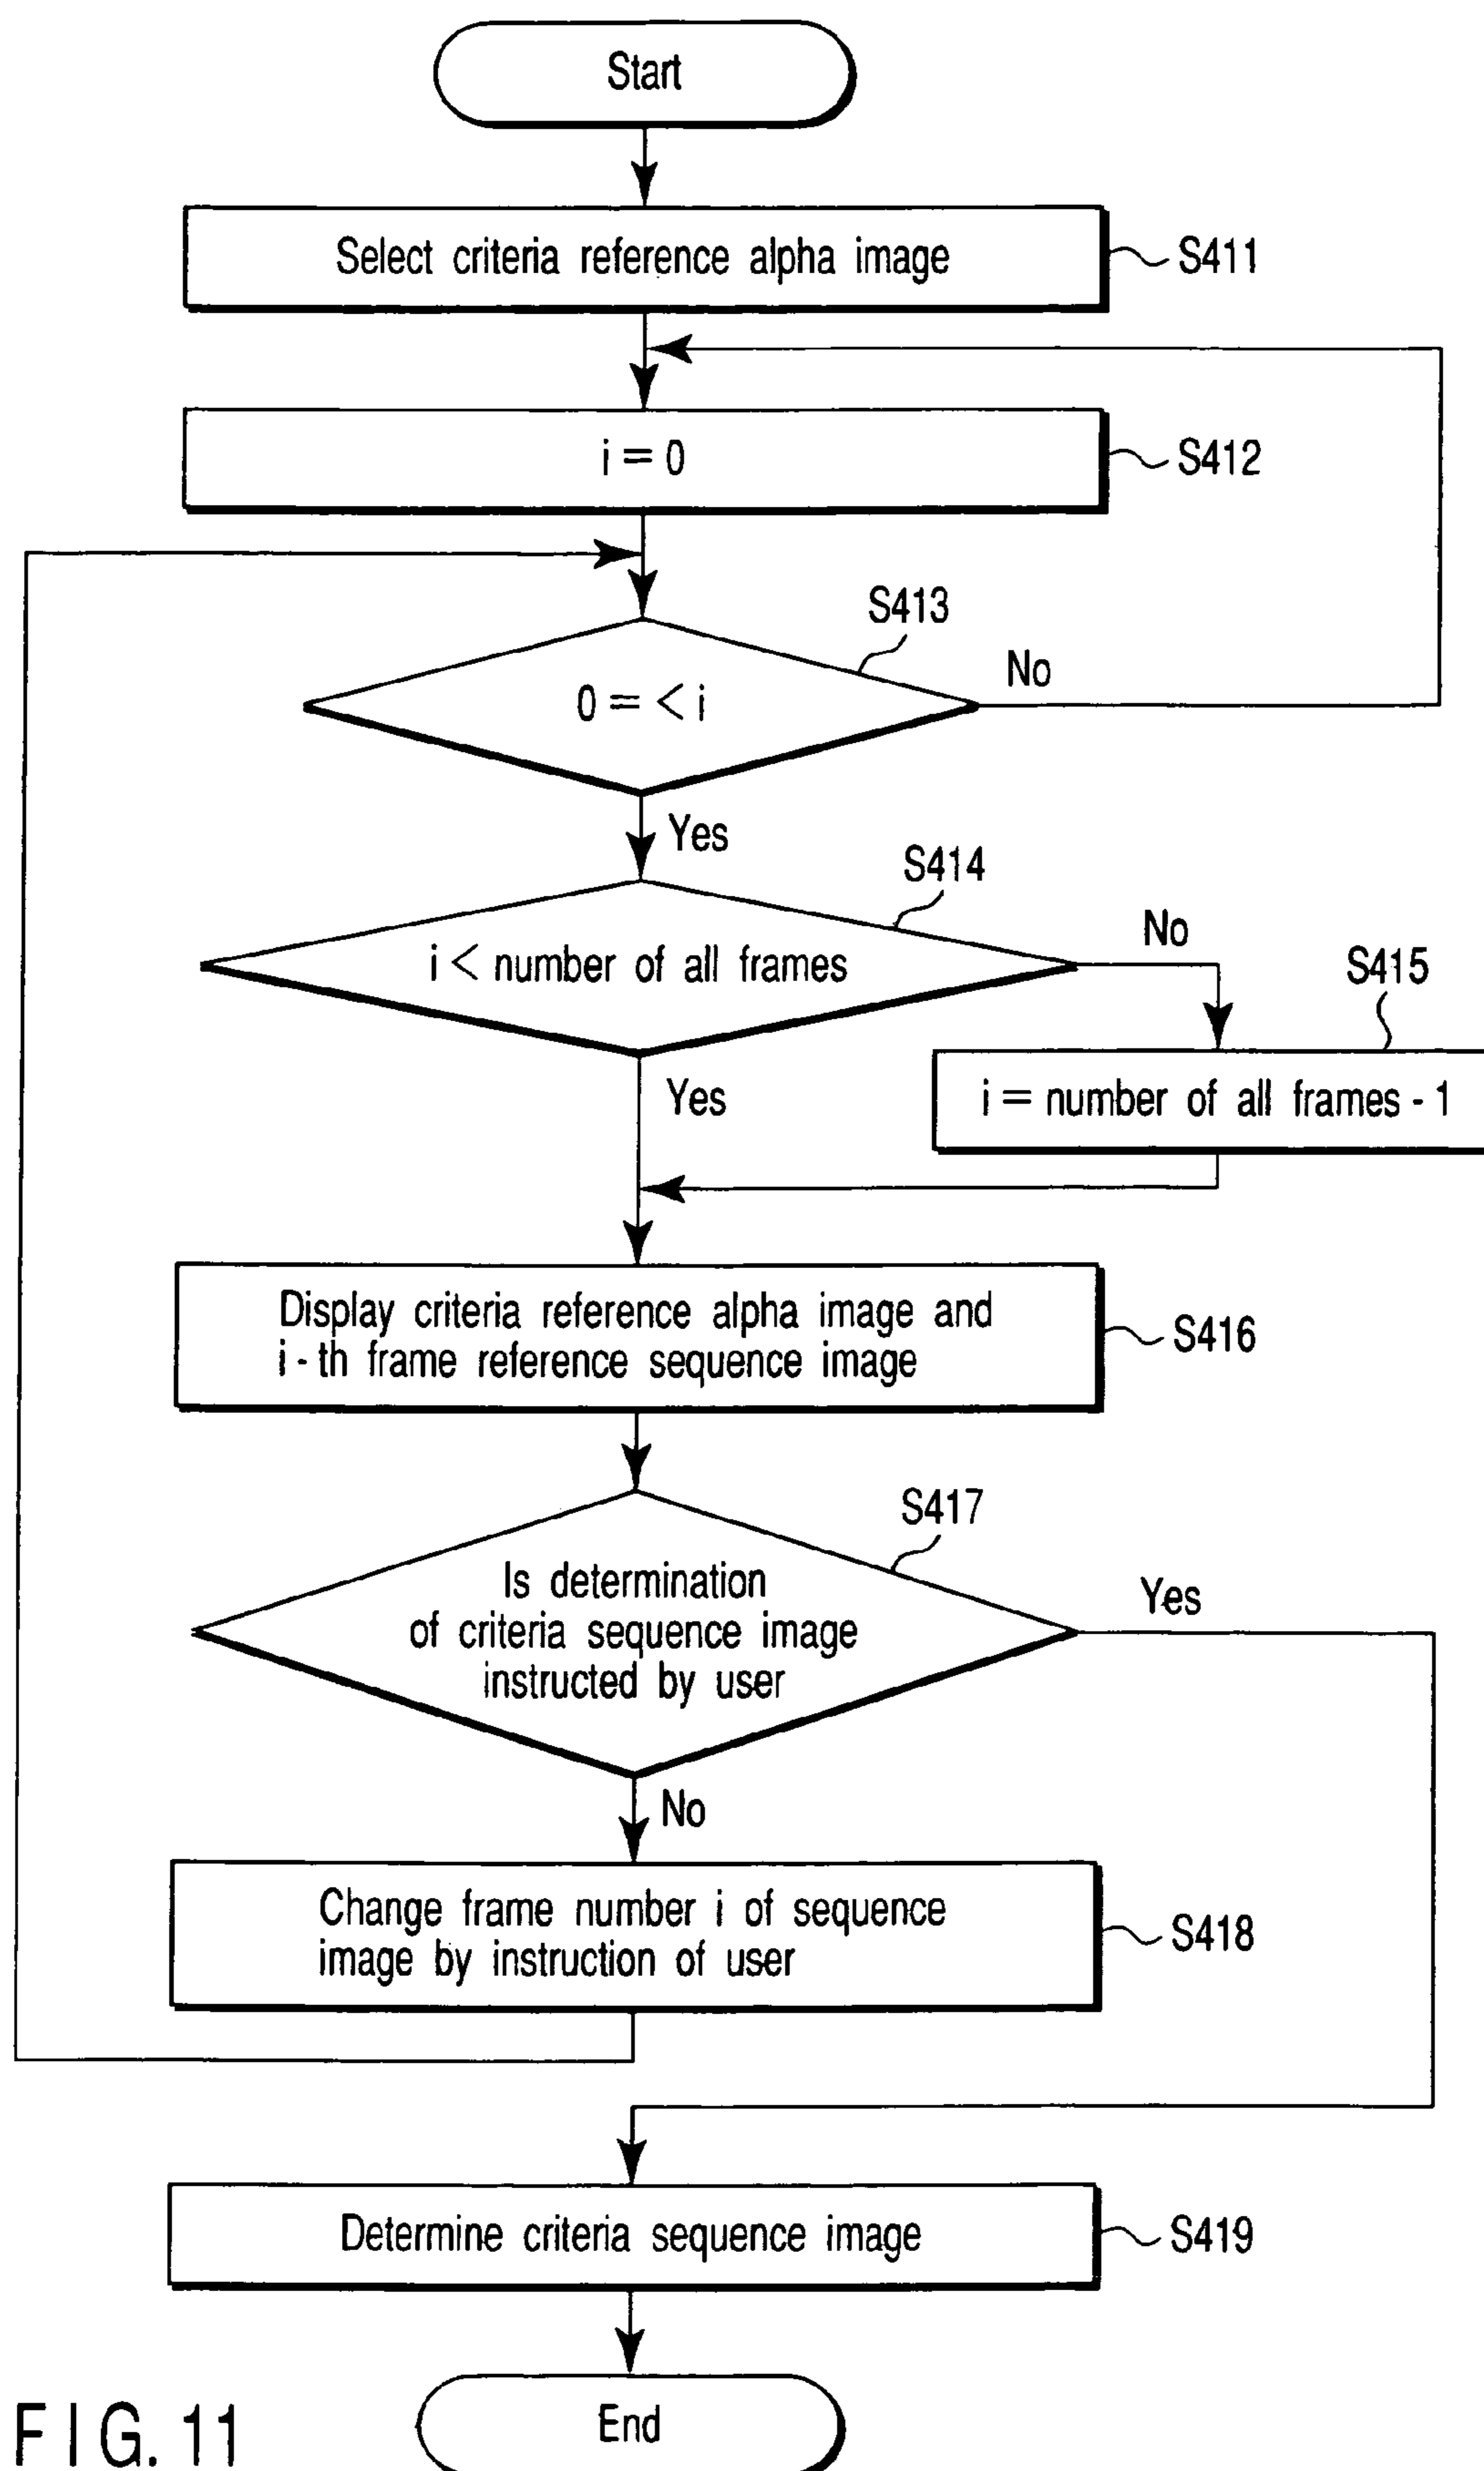 Start
Select criteria reference alpha image
S411
i = 0
S412
S413
0 = < i
No
Yes
S414
i < number of all frames
No
S415
Yes
i = number of all frames - 1
Display criteria reference alpha image and
i - th frame reference sequence image
S416
S417
Is determination
of criteria sequence image
instructed by user
Yes
No
Change frame number i of sequence
image by instruction of user
S418
Determine criteria sequence image
S419
End
FIG. 11